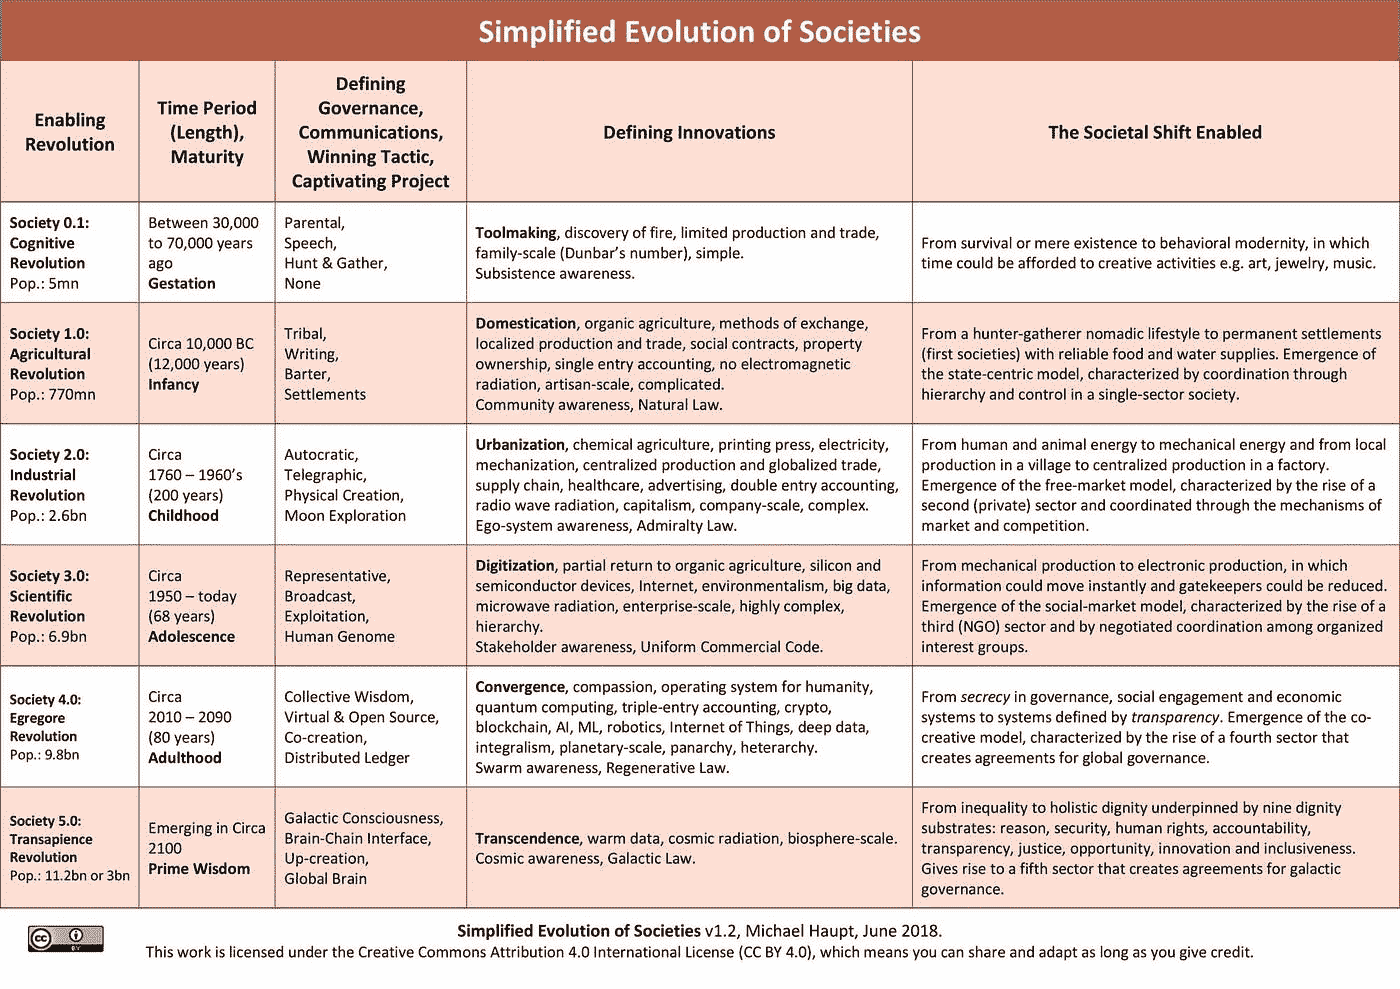 Simplified Evolution of Societies
Enabling
Revolution
Time Period
(Length),
Maturity
Defining
Governance,
Communications,
Winning Tactic,
Captivating Project
Defining Innovations
The Societal Shift Enabled
Society 0.1:
Cognitive
Revolution
Pop.: 5mn
Between 30,000
to 70,000 years
ago
Gestation
Parental,
Speech,
Hunt & Gather,
None
Toolmaking, discovery of fire, limited production and trade,
family-scale (Dunbar's number), simple.
Subsistence awareness.
From survival or mere existence to behavioral modernity, in which
time could be afforded to creative activities e.g. art, jewelry, music.
Society 1.0:
Agricultural
Revolution
Pop.: 770mn
Circa 10,000 BC
(12,000 years)
Infancy
Tribal,
Writing,
Barter,
Settlements
Domestication, organic agriculture, methods of exchange,
localized production and trade, social contracts, property
ownership, single entry accounting, no electromagnetic
radiation, artisan-scale, complicated.
Community awareness, Natural Law.
From a hunter-gatherer nomadic lifestyle to permanent settlements
(first societies) with reliable food and water supplies. Emergence of
the state-centric model, characterized by coordination through
hierarchy and control in a single-sector society.
Society 2.0:
Industrial
Revolution
Pop.: 2.6bn
Circa
1760 – 1960's
(200 years)
Childhood
Autocratic,
Telegraphic,
Physical Creation,
Moon Exploration
Urbanization, chemical agriculture, printing press, electricity,
mechanization, centralized production and globalized trade,
supply chain, healthcare, advertising, double entry accounting,
radio wave radiation, capitalism, company-scale, complex.
Ego-system awareness, Admiralty Law.
From human and animal energy to mechanical energy and from local
production in a village to centralized production in a factory.
Emergence of the free-market model, characterized by the rise of a
second (private) sector and coordinated through the mechanisms of
market and competition.
Society 3.0:
Scientific
Revolution
Pop.: 6.9bn
Circa
1950 – today
(68 years)
Adolescence
Representative,
Broadcast,
Exploitation,
Human Genome
Digitization, partial return to organic agriculture, silicon and
semiconductor devices, Internet, environmentalism, big data,
microwave radiation, enterprise-scale, highly complex,
hierarchy.
Stakeholder awareness, Uniform Commercial Code.
From mechanical production to electronic production, in which
information could move instantly and gatekeepers could be reduced.
Emergence of the social-market model, characterized by the rise of a
third (NGO) sector and by negotiated coordination among organized
interest groups.
Society 4.0:
Egregore
Revolution
Pop.: 9.8bn
Circa
2010 – 2090
(80 years)
Adulthood
Collective Wisdom,
Virtual & Open Source,
Co-creation,
Distributed Ledger
Convergence, compassion, operating system for humanity,
quantum computing, triple-entry accounting, crypto,
blockchain, AI, ML, robotics, Internet of Things, deep data,
integralism, planetary-scale, panarchy, heterarchy.
Swarm awareness, Regenerative Law.
From secrecy in governance, social engagement and economic
systems to systems defined by transparency. Emergence of the co-
creative model, characterized by the rise of a fourth sector that
creates agreements for global governance.
Society 5.0:
Transapience
Revolution
Pop.: 11.2bn or 3bn
Emerging in Circa
2100
Prime Wisdom
Galactic Consciousness,
Brain-Chain Interface,
Up-creation,
Global Brain
Transcendence, warm data, cosmic radiation, biosphere-scale.
Cosmic awareness, Galactic Law.
From inequality to holistic dignity underpinned by nine dignity
substrates: reason, security, human rights, accountability,
transparency, justice, opportunity, innovation and inclusiveness.
Gives rise to a fifth sector that creates agreements for galactic
governance.
cc
BY
Simplified Evolution of Societies v1.2, Michael Haupt, June 2018.
This work is licensed under the Creative Commons Attribution 4.0 International License (CC BY 4.0), which means you can share and adapt as long as you give credit.